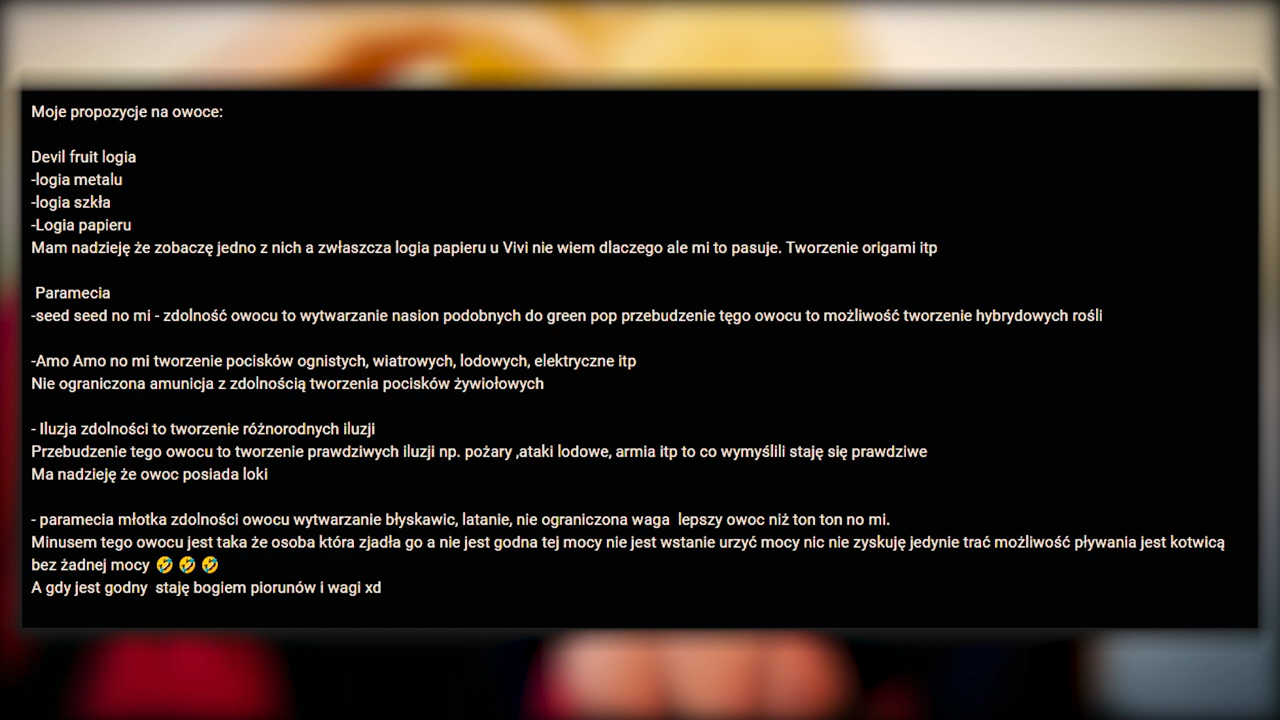 Moje propozycje na owoce:
Devil fruit logia
-logia metalu
-logia szkła
-Logia papieru
Mam nadzieję że zobaczę jedno z nich a zwłaszcza logia papieru u Vivi nie wiem dlaczego ale mi to pasuje. Tworzenie origami itp
Paramecia
-seed seed no mi - zdolność owocu to wytwarzanie nasion podobnych do green pop przebudzenie tęgo owocu to możliwość tworzenie hybrydowych rośli
-Amo Amo no mi tworzenie pocisków ognistych, wiatrowych, lodowych, elektryczne itp
Nie ograniczona amunicja z zdolnością tworzenia pocisków żywiołowych
- Iluzja zdolności to tworzenie różnorodnych iluzji
Przebudzenie tego owocu to tworzenie prawdziwych iluzji np. pożary ,ataki lodowe, armia itp to co wymyślili staję się prawdziwe
Ma nadzieję że owoc posiada loki
- paramecia młotka zdolności owocu wytwarzanie błyskawic, latanie, nie ograniczona waga  lepszy owoc niż ton ton no mi.
Minusem tego owocu jest taka że osoba która zjadła go a nie jest godna tej mocy nie jest wstanie urzyć mocy nic nie zyskuję jedynie trać możliwość pływania jest kotwicą
bez żadnej mocy 🤣 🤣 🤣
A gdy jest godny  staję bogiem piorunów i wagi xd